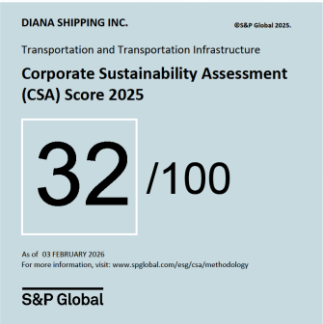 DIANA SHIPPING INC.
©S&P Global 2025.
Transportation and Transportation Infrastructure
Corporate Sustainability Assessment
(CSA) Score 2025
32 /100
As of 03 FEBRUARY 2026
For more information, visit: www.spglobal.com/esg/csa/methodology
S&P Global